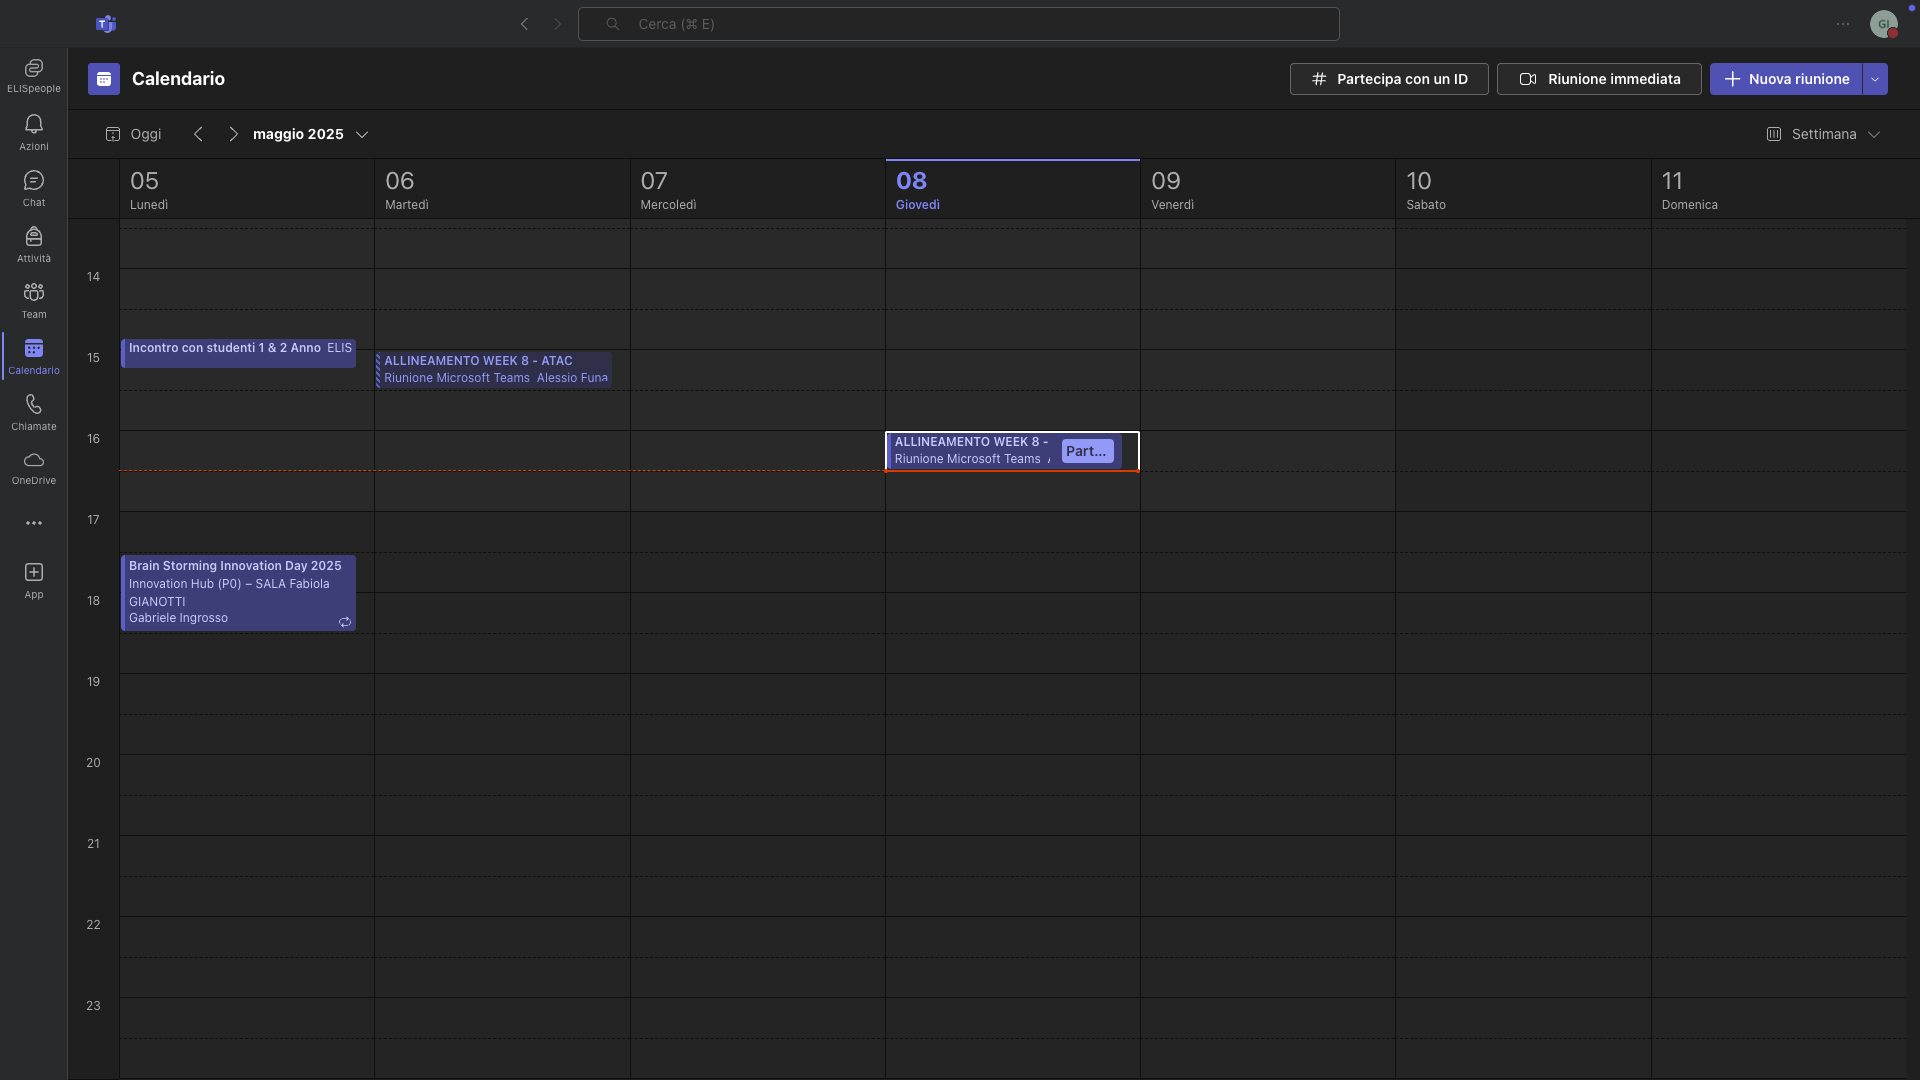 Cerca (⌘ E)
GI
ELISpeople
Azioni
Chat
Attività
Team
Calendario
Chiamate
OneDrive
App
Calendario
Partecipa con un ID
Riunione immediata
Nuova riunione
Oggi
maggio 2025
Settimana
05
Lunedì
06
Martedì
07
Mercoledì
08
Giovedì
09
Venerdì
10
Sabato
11
Domenica
14
15
16
17
18
19
20
21
22
23
Incontro con studenti 1 & 2 Anno ELIS
ALLINEAMENTO WEEK 8 - ATAC
Riunione Microsoft Teams Alessio Funa
ALLINEAMENTO WEEK 8 -
Riunione Microsoft Teams
Part...
Brain Storming Innovation Day 2025
Innovation Hub (P0) – SALA Fabiola
GIANOTTI
Gabriele Ingrosso